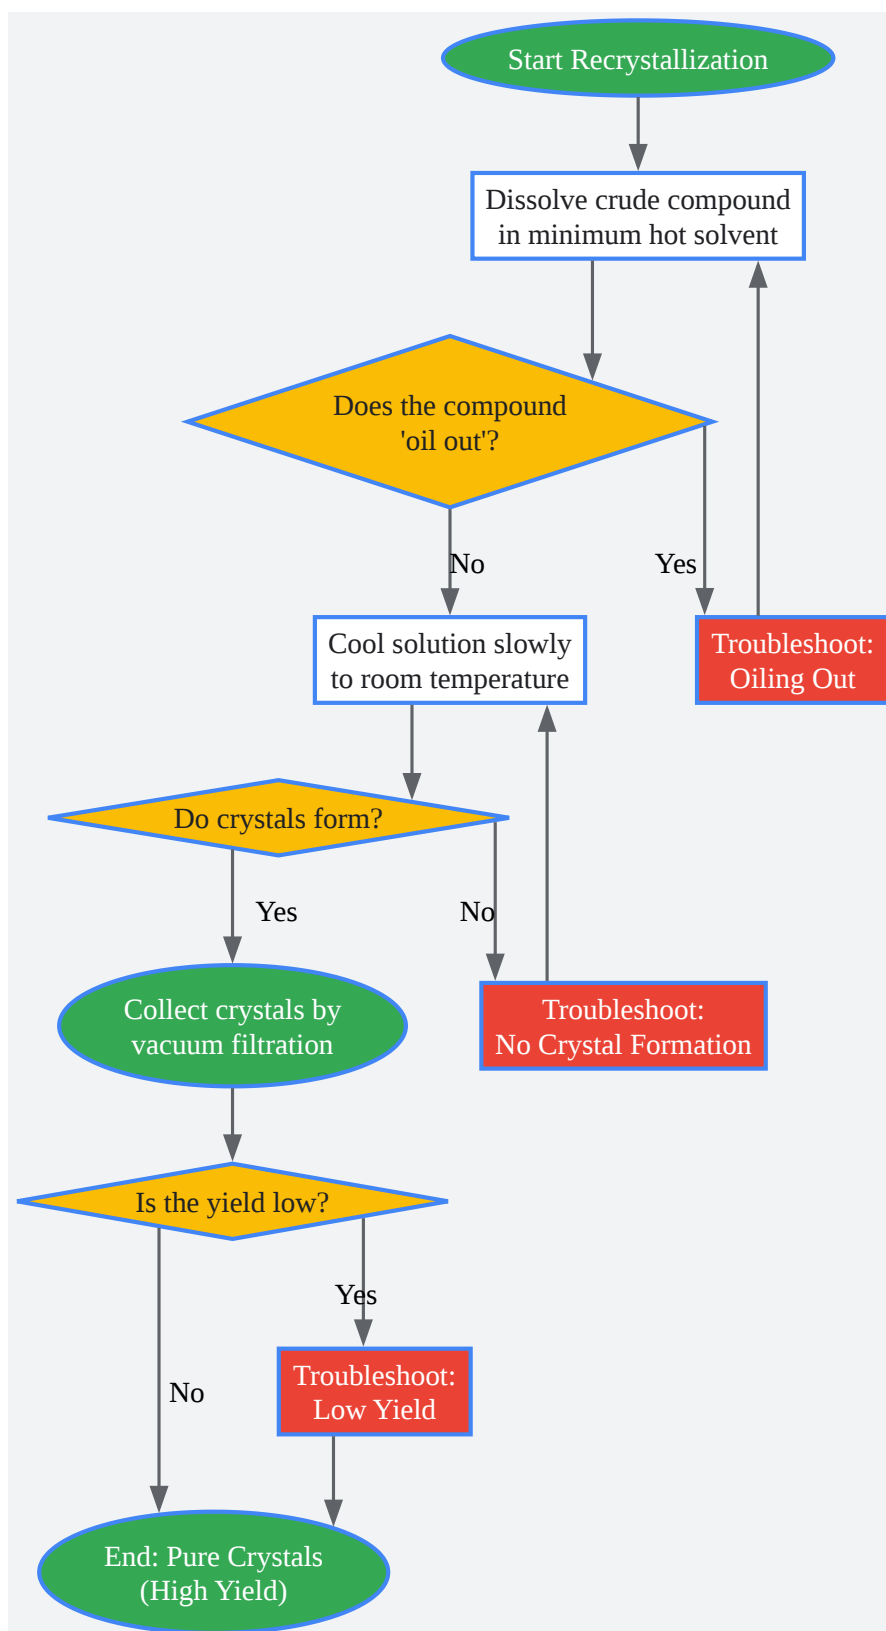 Start Recrystallization
Dissolve crude compound
in minimum hot solvent
Does the compound
'oil out'?
No
Yes
Cool solution slowly
to room temperature
Troubleshoot:
Oiling Out
Do crystals form?
Yes
No
Collect crystals by
vacuum filtration
Troubleshoot:
No Crystal Formation
Is the yield low?
Yes
Troubleshoot:
Low Yield
No
End: Pure Crystals
(High Yield)